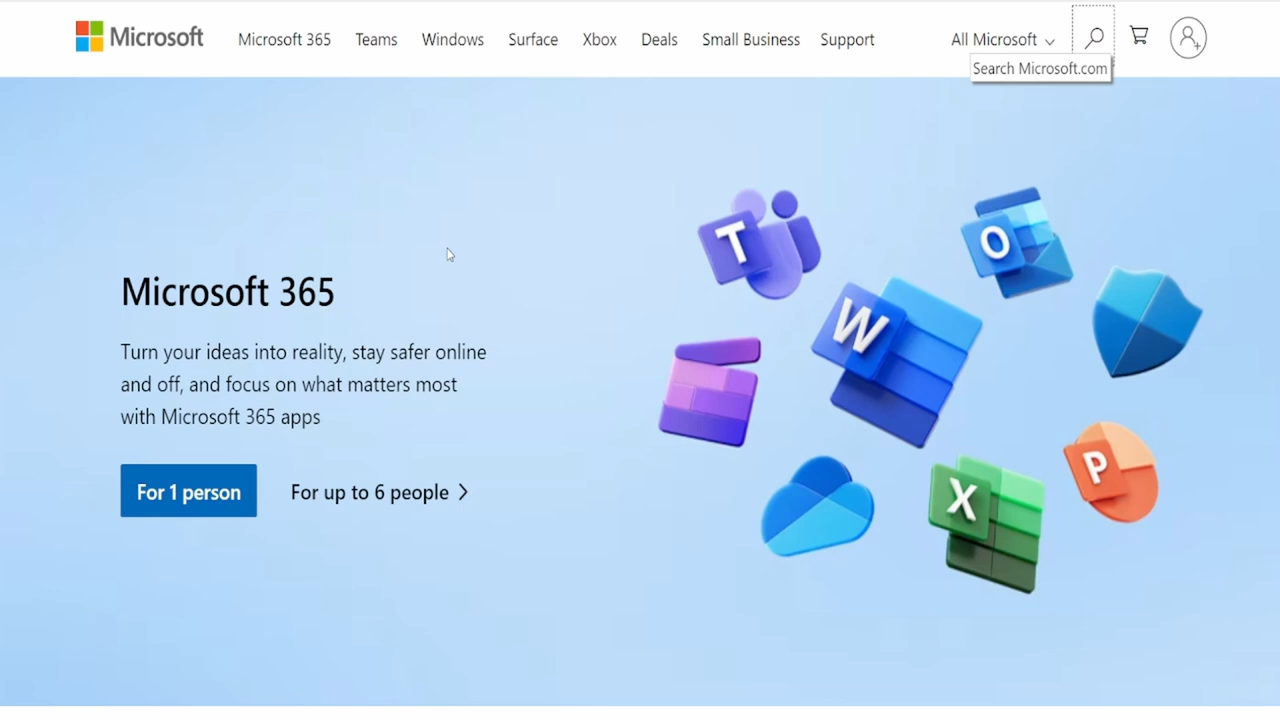 Microsoft Microsoft 365 Teams Windows Surface Xbox Deals Small Business Support All Microsoft
Search Microsoft.com
T
O
W
Microsoft 365
Turn your ideas into reality, stay safer online
and off, and focus on what matters most
with Microsoft 365 apps
P
X
For 1 person For up to 6 people